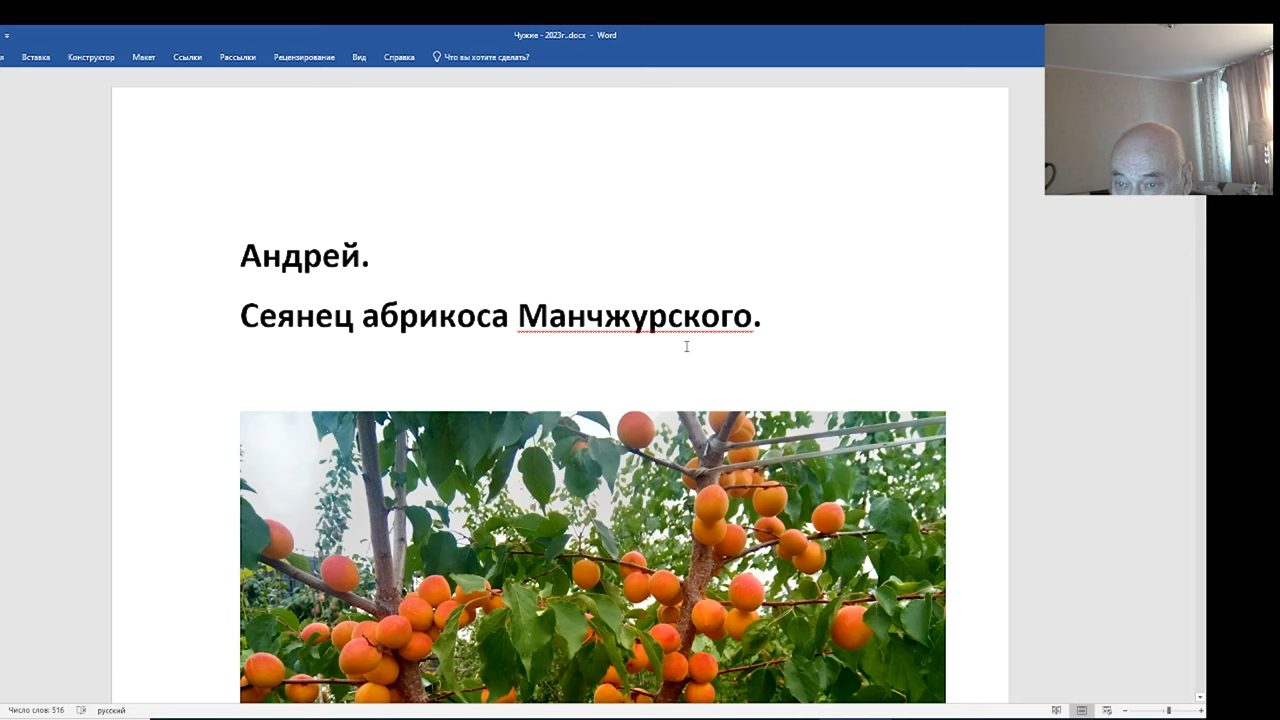 Чужие - 2023г..docx - Word
я Вставка Конструктор Макет Ссылки Рассылки Рецензирование Вид Справка Что вы хотите сделать?
Андрей.
Сеянец абрикоса Манчжурского.
Число слов: 516 русский